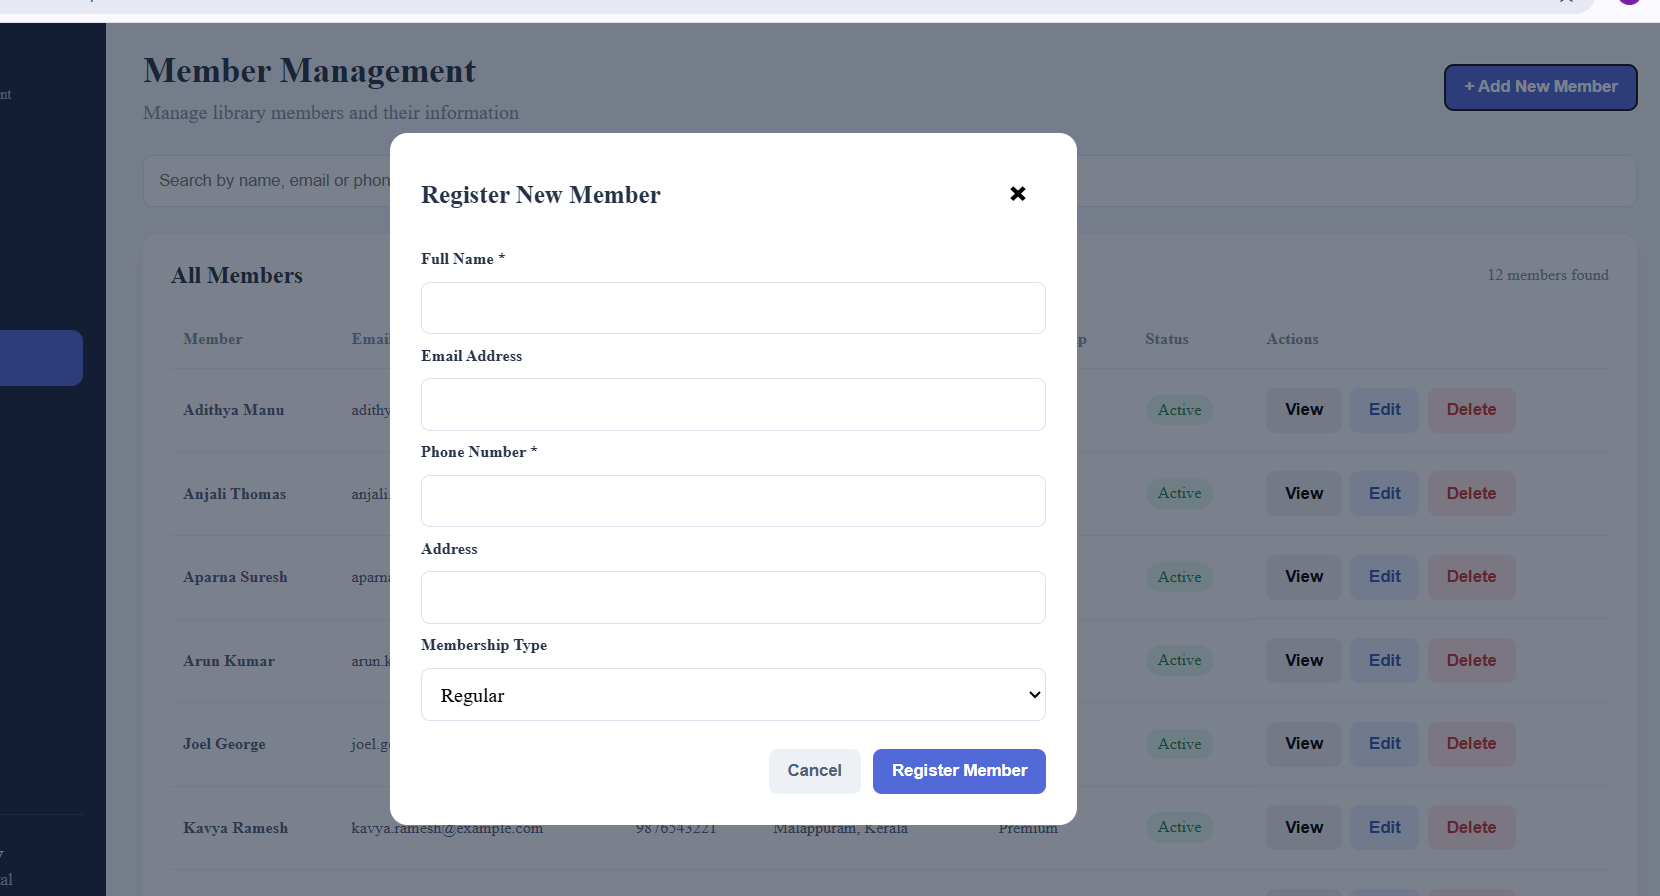 nt
Member Management
Manage library members and their information
+ Add New Member
Search by name, email or phon
Register New Member
✖
Full Name *
Email Address
Phone Number *
Address
Membership Type
Regular
Cancel
Register Member
All Members
12 members found
Member Email p Status Actions
Adithya Manu adithy Active View Edit Delete
Anjali Thomas anjali. Active View Edit Delete
Aparna Suresh aparna Active View Edit Delete
Arun Kumar arun.k Active View Edit Delete
Joel George joel.ge Active View Edit Delete
Kavya Ramesh kavya.ramesh@example.com 9876543221 Malappuram, Kerala Premium Active View Edit Delete
y
al